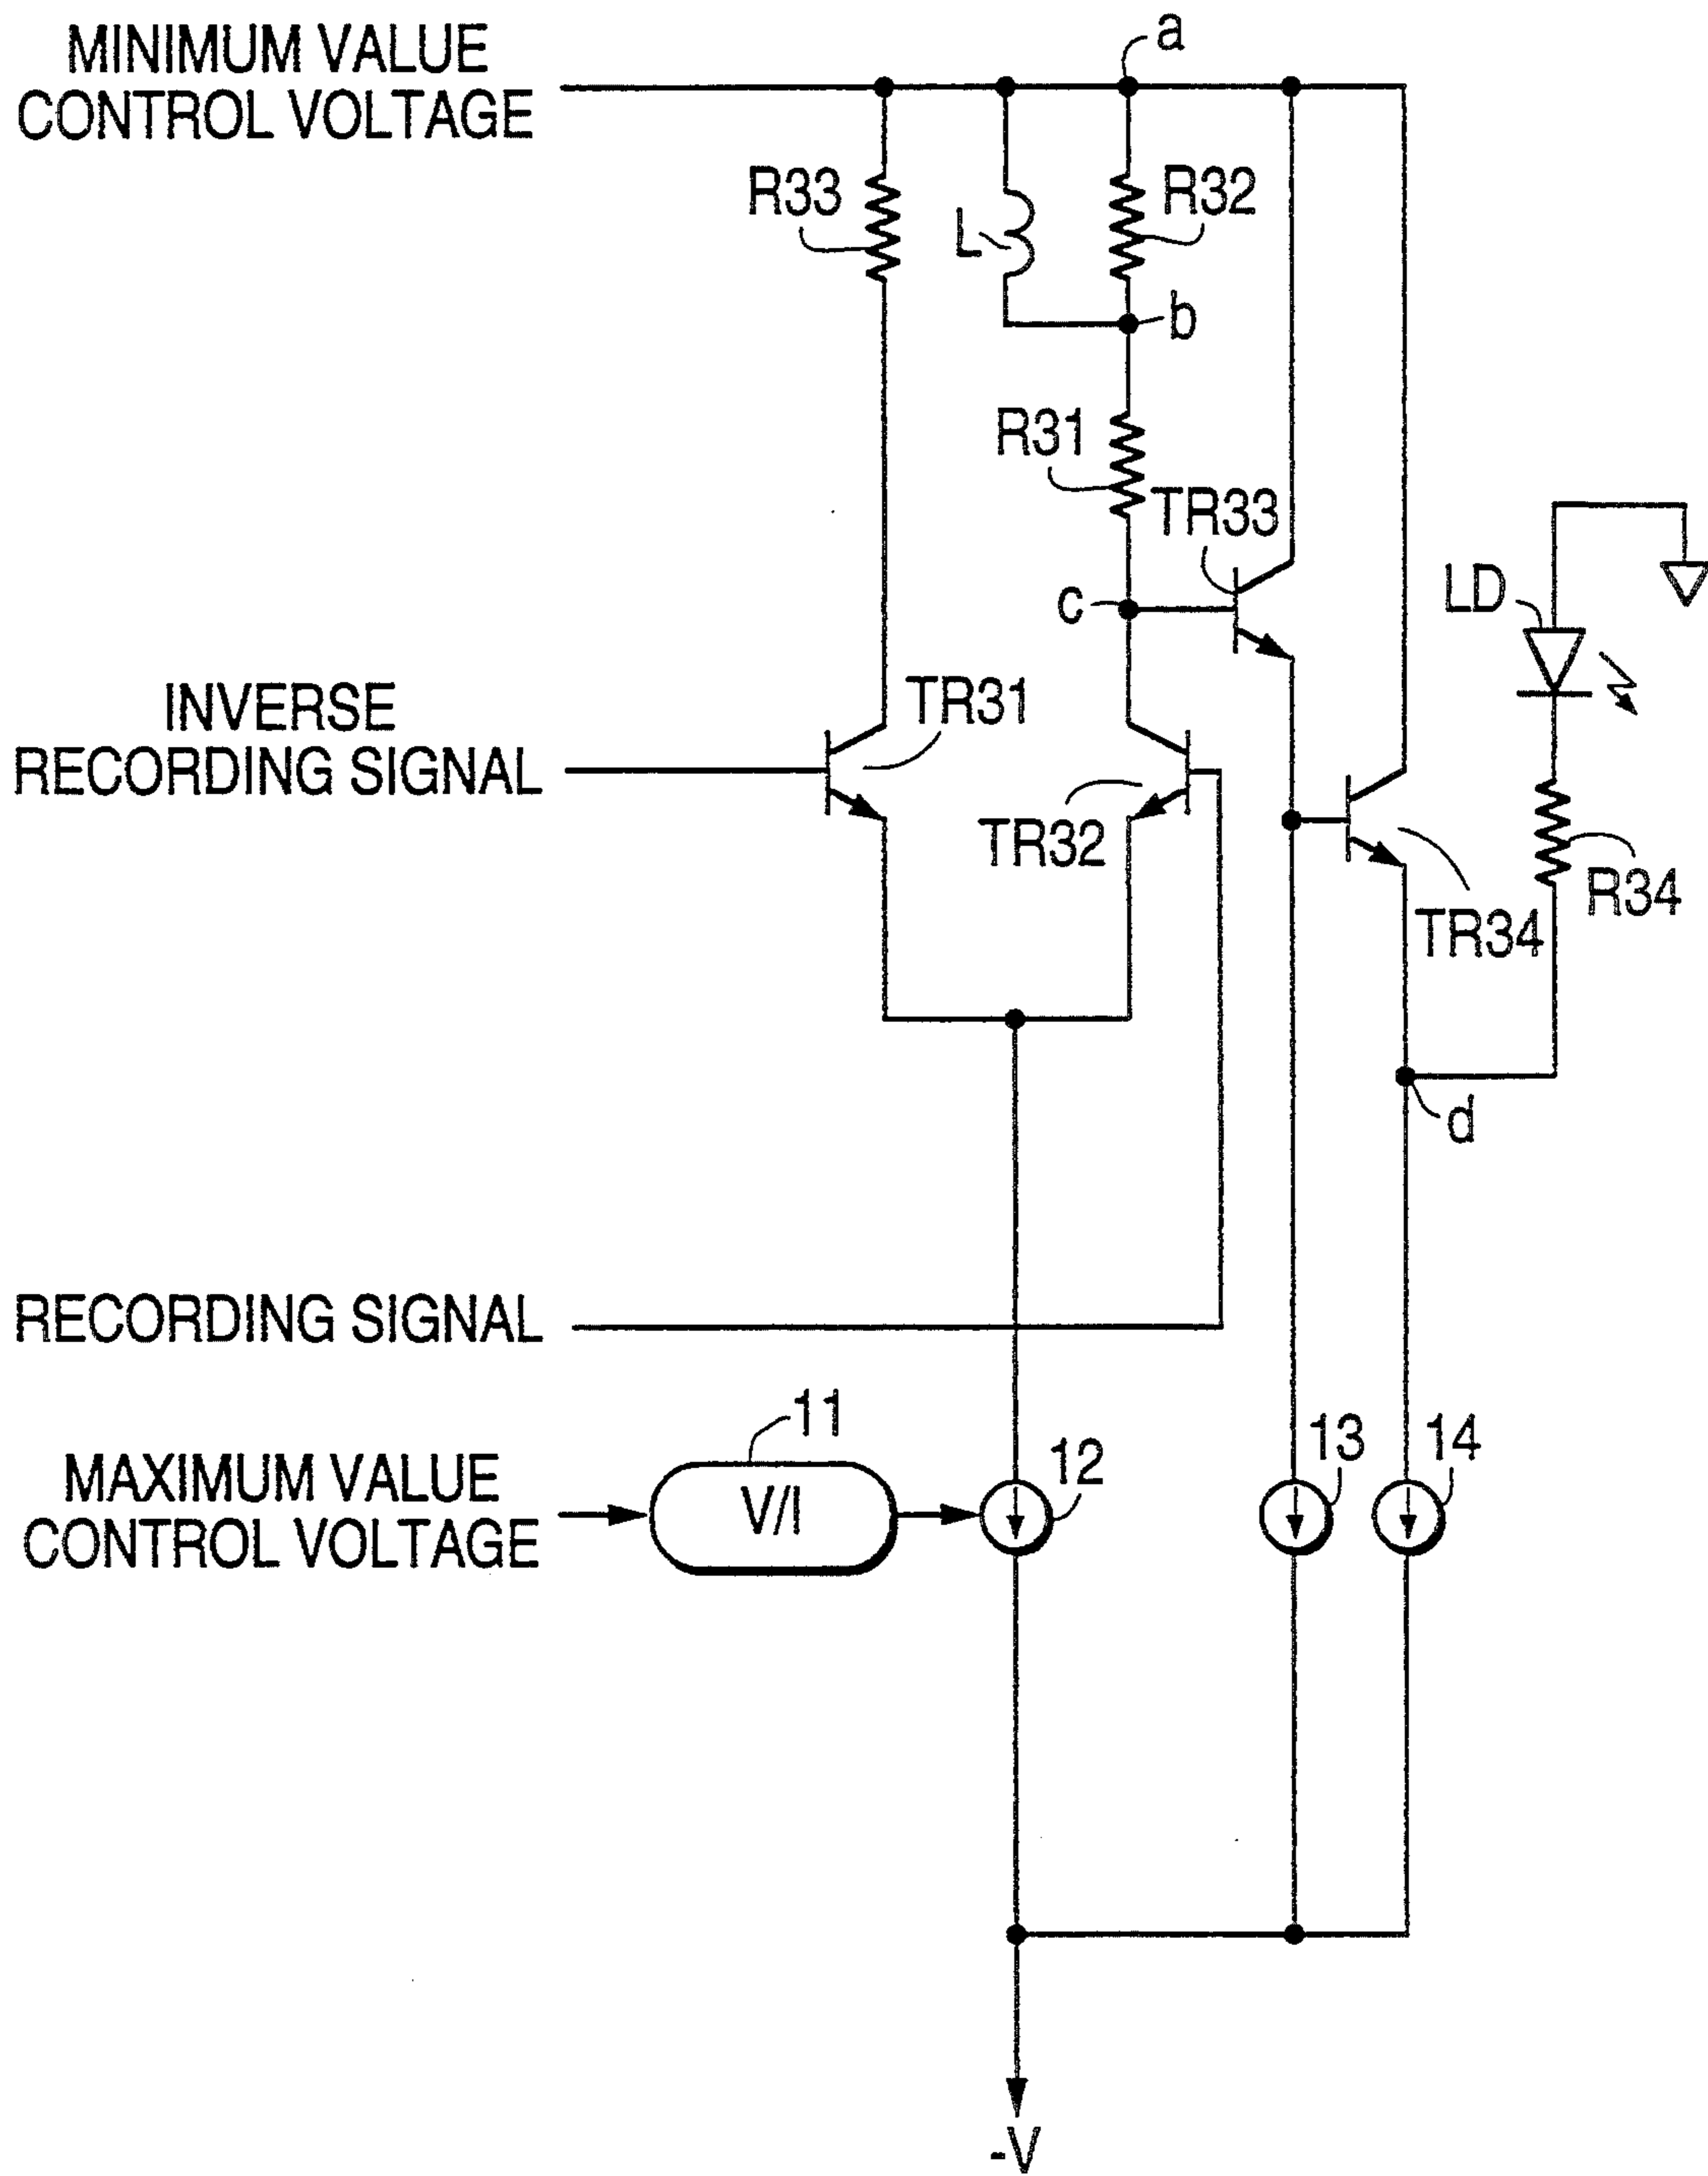 MINIMUM VALUE
CONTROL VOLTAGE
a
R33
L
R32
b
R31
TR33
c
LD
INVERSE
RECORDING SIGNAL
TR31
TR32
R34
TR34
d
RECORDING SIGNAL
11
MAXIMUM VALUE
CONTROL VOLTAGE
V/I
12
13
14
-V